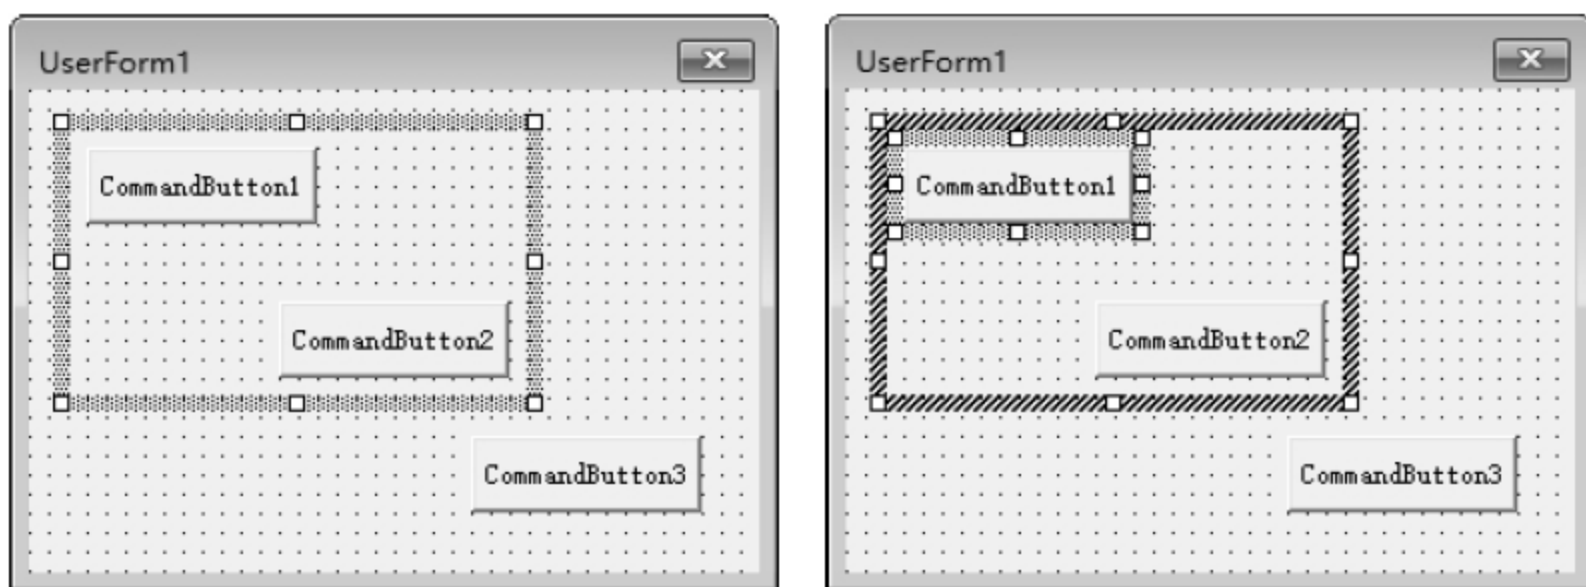 UserForm1
CommandButton1
CommandButton2
CommandButton3
UserForm1
CommandButton1
CommandButton2
CommandButton3